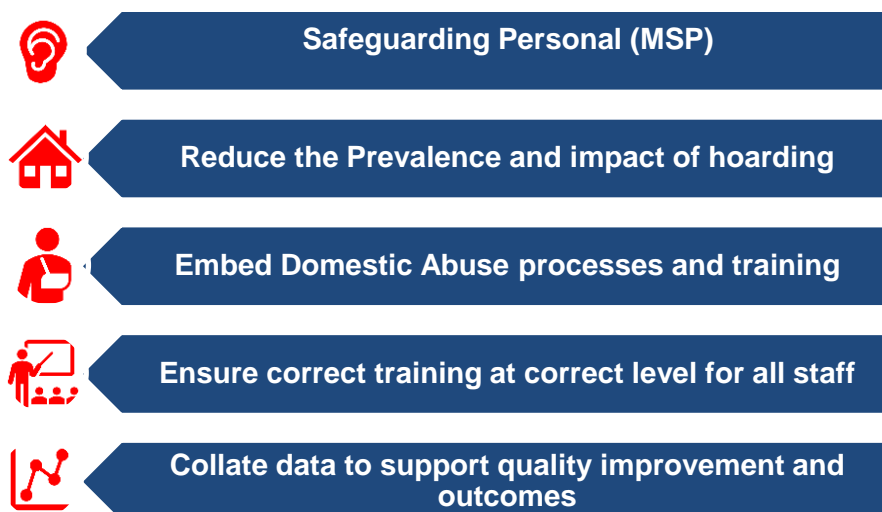 Safeguarding Personal (MSP)
Reduce the Prevalence and impact of hoarding
Embed Domestic Abuse processes and training
Ensure correct training at correct level for all staff
Collate data to support quality improvement and
outcomes